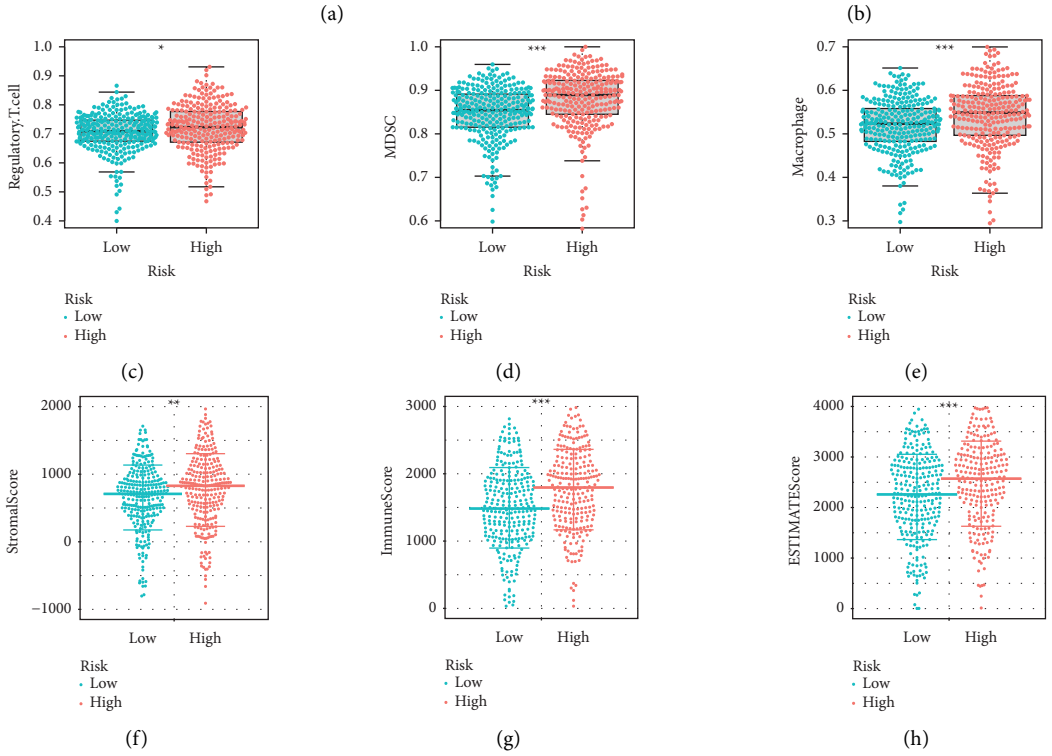 (a) (b)
Regulatory.T.cell
1.0
0.9
0.8
0.7
0.6
0.5
0.4
*
Low High
Risk
Risk
Low
High
(c)
MDSC
1.0
0.9
0.8
0.7
0.6
***
Low High
Risk
Risk
Low
High
(d)
Macrophage
0.7
0.6
0.5
0.4
0.3
***
Low High
Risk
Risk
Low
High
(e)
StromalScore
2000
1000
0
−1000
**
Low High
Risk
Low
High
(f)
ImmuneScore
3000
2000
1000
0
***
Low High
Risk
Low
High
(g)
ESTIMATEScore
4000
3000
2000
1000
0
***
Low High
Risk
Low
High
(h)